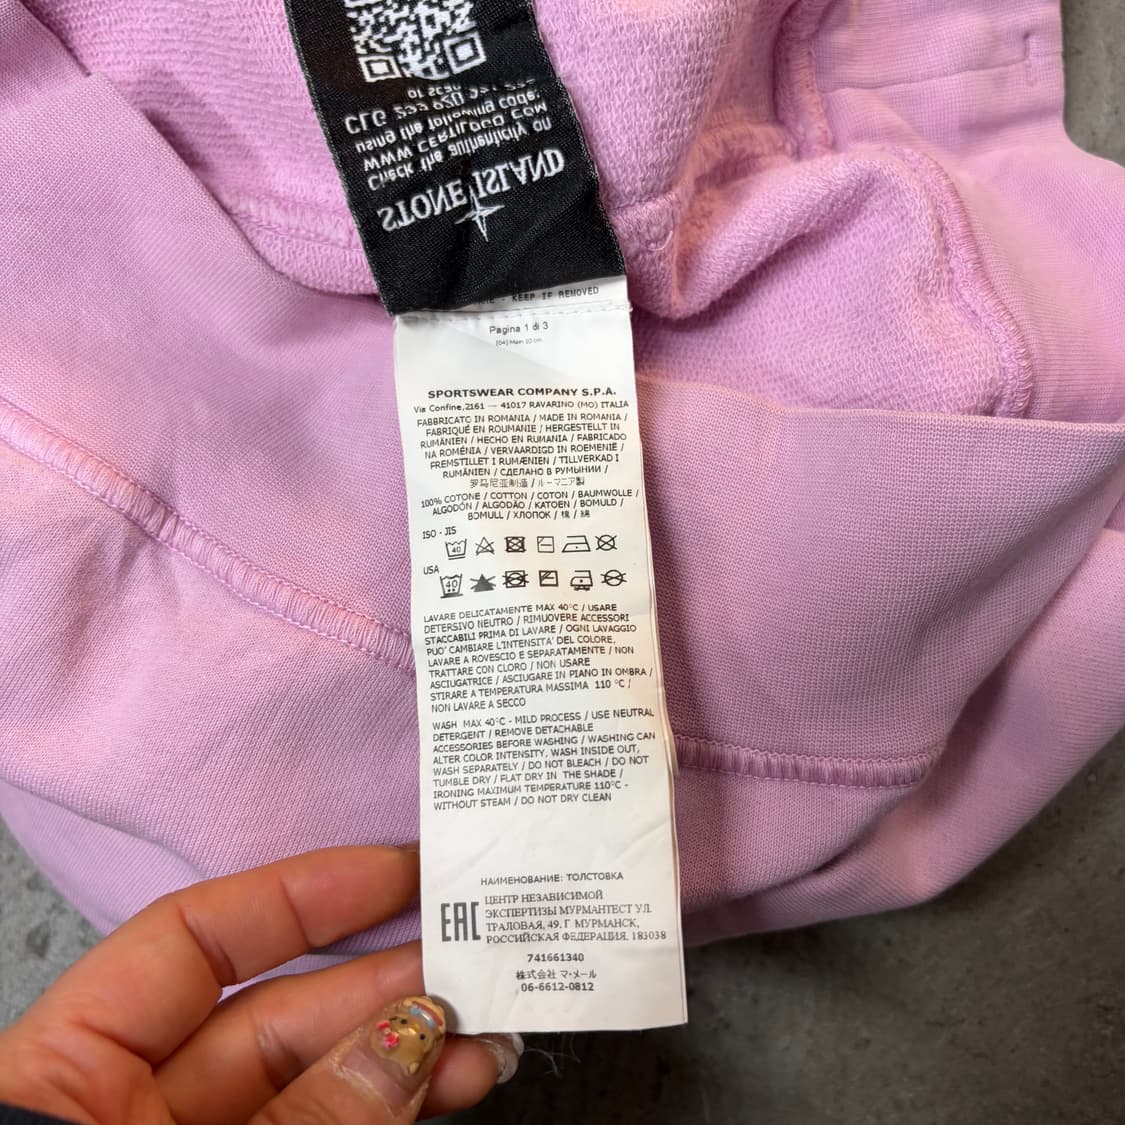 STONE ISLAND
Check the authenticity on
WWW.CERTILOGO.COM
using the following code:
or scan
- KEEP IF REMOVED
Pagina 1 di 3
SPORTSWEAR COMPANY S.P.A.
Via Confine,2161 — 41017 RAVARINO (MO) ITALIA
FABBRICATO IN ROMANIA / MADE IN ROMANIA /
FABRIQUÉ EN ROUMANIE / HERGESTELLT IN
RUMÄNIEN / HECHO EN RUMANIA / FABRICADO
NA ROMÉNIA / VERVAARDIGD IN ROEMENIË /
FREMSTILLET I RUMÆNIEN / TILLVERKAD I
RUMÄNIEN / СДЕЛАНО В РУМЫНИИ /
罗马尼亚制造 / ルーマニア製
100% COTONE / COTTON / COTON / BAUMWOLLE /
ALGODÓN / ALGODÃO / KATOEN / BOMULD /
BOMULL / ХЛОПОК / 棉 / 綿
ISO - JIS
40
USA
40
LAVARE DELICATAMENTE MAX 40°C / USARE
DETERSIVO NEUTRO / RIMUOVERE ACCESSORI
STACCABILI PRIMA DI LAVARE / OGNI LAVAGGIO
PUO' CAMBIARE L'INTENSITA' DEL COLORE,
LAVARE A ROVESCIO E SEPARATAMENTE / NON
TRATTARE CON CLORO / NON USARE
ASCIUGATRICE / ASCIUGARE IN PIANO IN OMBRA /
STIRARE A TEMPERATURA MASSIMA 110 °C /
NON LAVARE A SECCO
WASH MAX 40°C - MILD PROCESS / USE NEUTRAL
DETERGENT / REMOVE DETACHABLE
ACCESSORIES BEFORE WASHING / WASHING CAN
ALTER COLOR INTENSITY, WASH INSIDE OUT,
WASH SEPARATELY / DO NOT BLEACH / DO NOT
TUMBLE DRY / FLAT DRY IN THE SHADE /
IRONING MAXIMUM TEMPERATURE 110°C -
WITHOUT STEAM / DO NOT DRY CLEAN
НАИМЕНОВАНИЕ: ТОЛСТОВКА
EAC
ЦЕНТР НЕЗАВИСИМОЙ
ЭКСПЕРТИЗЫ МУРМАНТЕСТ УЛ.
ТРАЛОВАЯ, 49, Г. МУРМАНСК,
РОССИЙСКАЯ ФЕДЕРАЦИЯ, 183038
741661340
株式会社 マ・メール
06-6612-0812